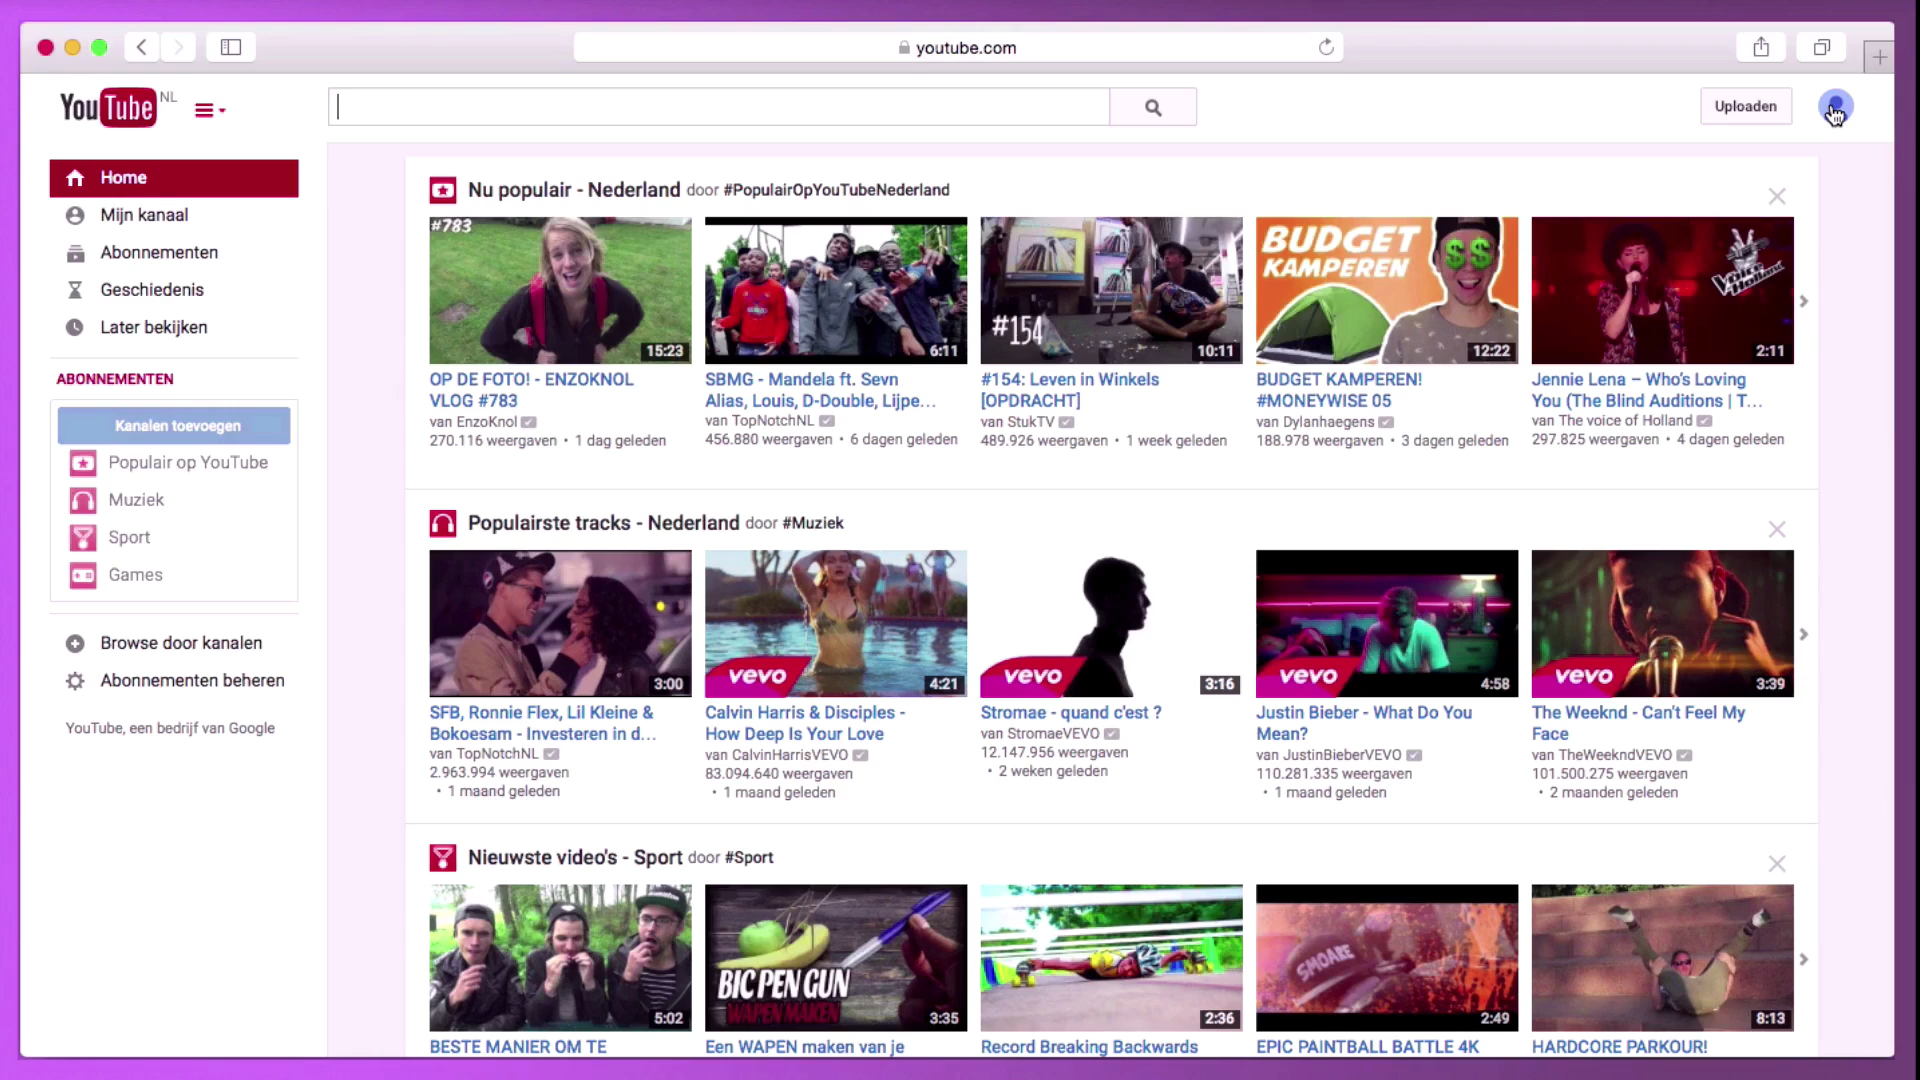 youtube.com
YouTube NL
Uploaden
Home
Mijn kanaal
Abonnementen
Geschiedenis
Later bekijken
ABONNEMENTEN
Kanalen toevoegen
Populair op YouTube
Muziek
Sport
Games
Browse door kanalen
Abonnementen beheren
YouTube, een bedrijf van Google
Nu populair - Nederland door #PopulairOpYouTubeNederland
#783
15:23
OP DE FOTO! - ENZOKNOL
VLOG #783
van EnzoKnol
270.116 weergaven • 1 dag geleden
6:11
SBMG - Mandela ft. Sevn
Alias, Louis, D-Double, Lijpe…
van TopNotchNL
456.880 weergaven • 6 dagen geleden
#154
10:11
#154: Leven in Winkels
[OPDRACHT]
van StukTV
489.926 weergaven • 1 week geleden
BUDGET
KAMPEREN
$ $
12:22
BUDGET KAMPEREN!
#MONEYWISE 05
van Dylanhaegens
188.978 weergaven • 3 dagen geleden
The Voice of Holland
2:11
Jennie Lena – Who's Loving
You (The Blind Auditions | T…
van The voice of Holland
297.825 weergaven • 4 dagen geleden
Populairste tracks - Nederland door #Muziek
3:00
SFB, Ronnie Flex, Lil Kleine &
Bokoesam - Investeren in d…
van TopNotchNL
2.963.994 weergaven
• 1 maand geleden
vevo
4:21
Calvin Harris & Disciples -
How Deep Is Your Love
van CalvinHarrisVEVO
83.094.640 weergaven
• 1 maand geleden
vevo
3:16
Stromae - quand c'est ?
van StromaeVEVO
12.147.956 weergaven
• 2 weken geleden
vevo
4:58
Justin Bieber - What Do You
Mean?
van JustinBieberVEVO
110.281.335 weergaven
• 1 maand geleden
vevo
3:39
The Weeknd - Can't Feel My
Face
van TheWeekndVEVO
101.500.275 weergaven
• 2 maanden geleden
Nieuwste video's - Sport door #Sport
5:02
BESTE MANIER OM TE
BIC PEN GUN
WAPEN MAKEN
3:35
Een WAPEN maken van je
2:36
Record Breaking Backwards
SMOARE
2:49
EPIC PAINTBALL BATTLE 4K
8:13
HARDCORE PARKOUR!